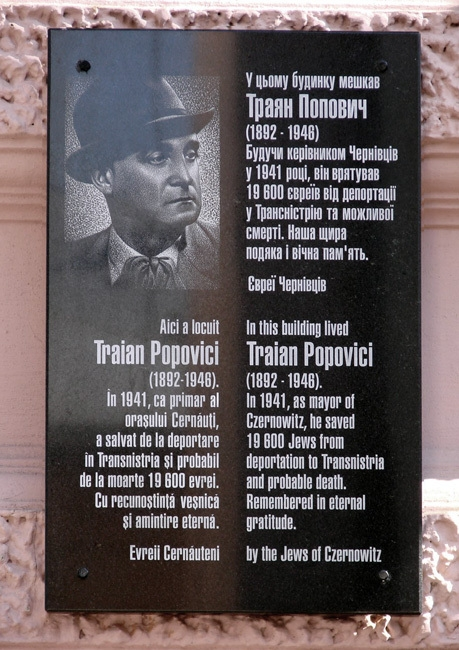 У цьому будинку мешкав
Траян Попович
(1892 - 1946)
Будучи керівником Чернівців
у 1941 році, він врятував
19 600 євреїв від депортації
у Трансністрію та можливої
смерті. Наша щира
подяка і вічна пам'ять.
Євреї Чернівців
Aici a locuit
Traian Popovici
(1892-1946).
În 1941, ca primar al
orașului Cernăuți,
a salvat de la deportare
în Transnistria și probabil
de la moarte 19 600 evrei.
Cu recunoștință veșnică
și amintire eternă.
Evreii Cernăuteni
In this building lived
Traian Popovici
(1892 - 1946).
In 1941, as mayor of
Czernowitz, he saved
19 600 Jews from
deportation to Transnistria
and probable death.
Remembered in eternal
gratitude.
by the Jews of Czernowitz